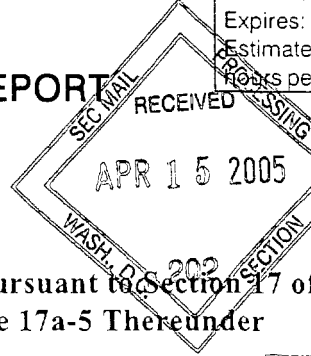 Expires:
Estimate
hours pe
EPORT
SEC MAIL
PROCESSING
RECEIVED
APR 15 2005
WASH., D.C.
202
SECTION
ursuant to Section 17 of
e 17a-5 Thereunder